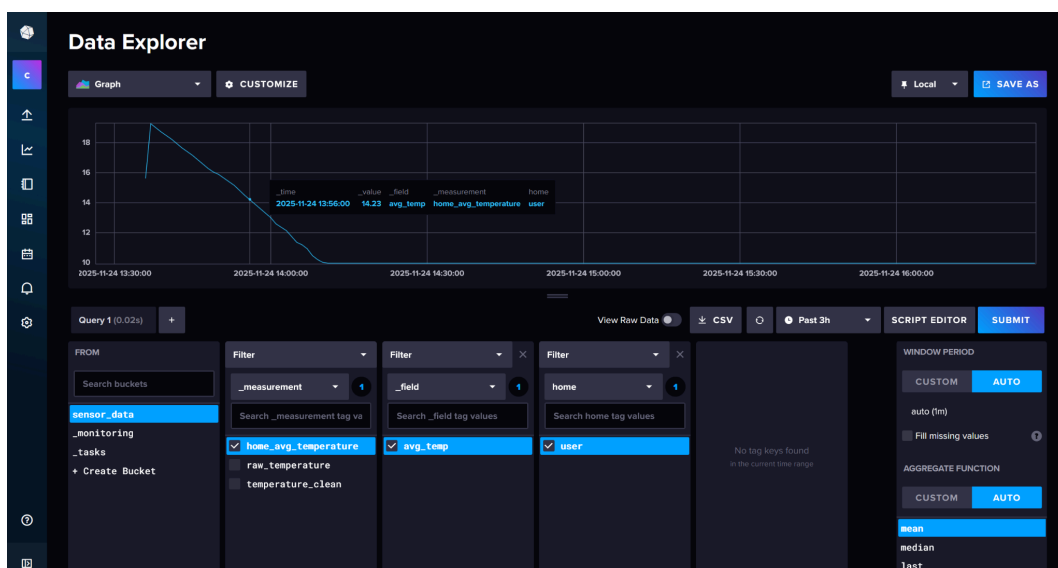 Data Explorer
C
Graph
CUSTOMIZE
Local
SAVE AS
18
16
14
12
10
_time _value _field _measurement home
2025-11-24 13:56:00 14.23 avg_temp home_avg_temperature user
2025-11-24 13:30:00 2025-11-24 14:00:00 2025-11-24 14:30:00 2025-11-24 15:00:00 2025-11-24 15:30:00 2025-11-24 16:00:00
Query 1 (0.02s)
+
View Raw Data
CSV
Past 3h
SCRIPT EDITOR
SUBMIT
FROM
Search buckets
sensor_data
_monitoring
_tasks
+ Create Bucket
Filter
_measurement
1
Search _measurement tag va
home_avg_temperature
raw_temperature
temperature_clean
Filter
_field
1
Search _field tag values
avg_temp
Filter
home
1
Search home tag values
user
No tag keys found
in the current time range
WINDOW PERIOD
CUSTOM AUTO
auto (1m)
Fill missing values
?
AGGREGATE FUNCTION
CUSTOM AUTO
mean
median
last